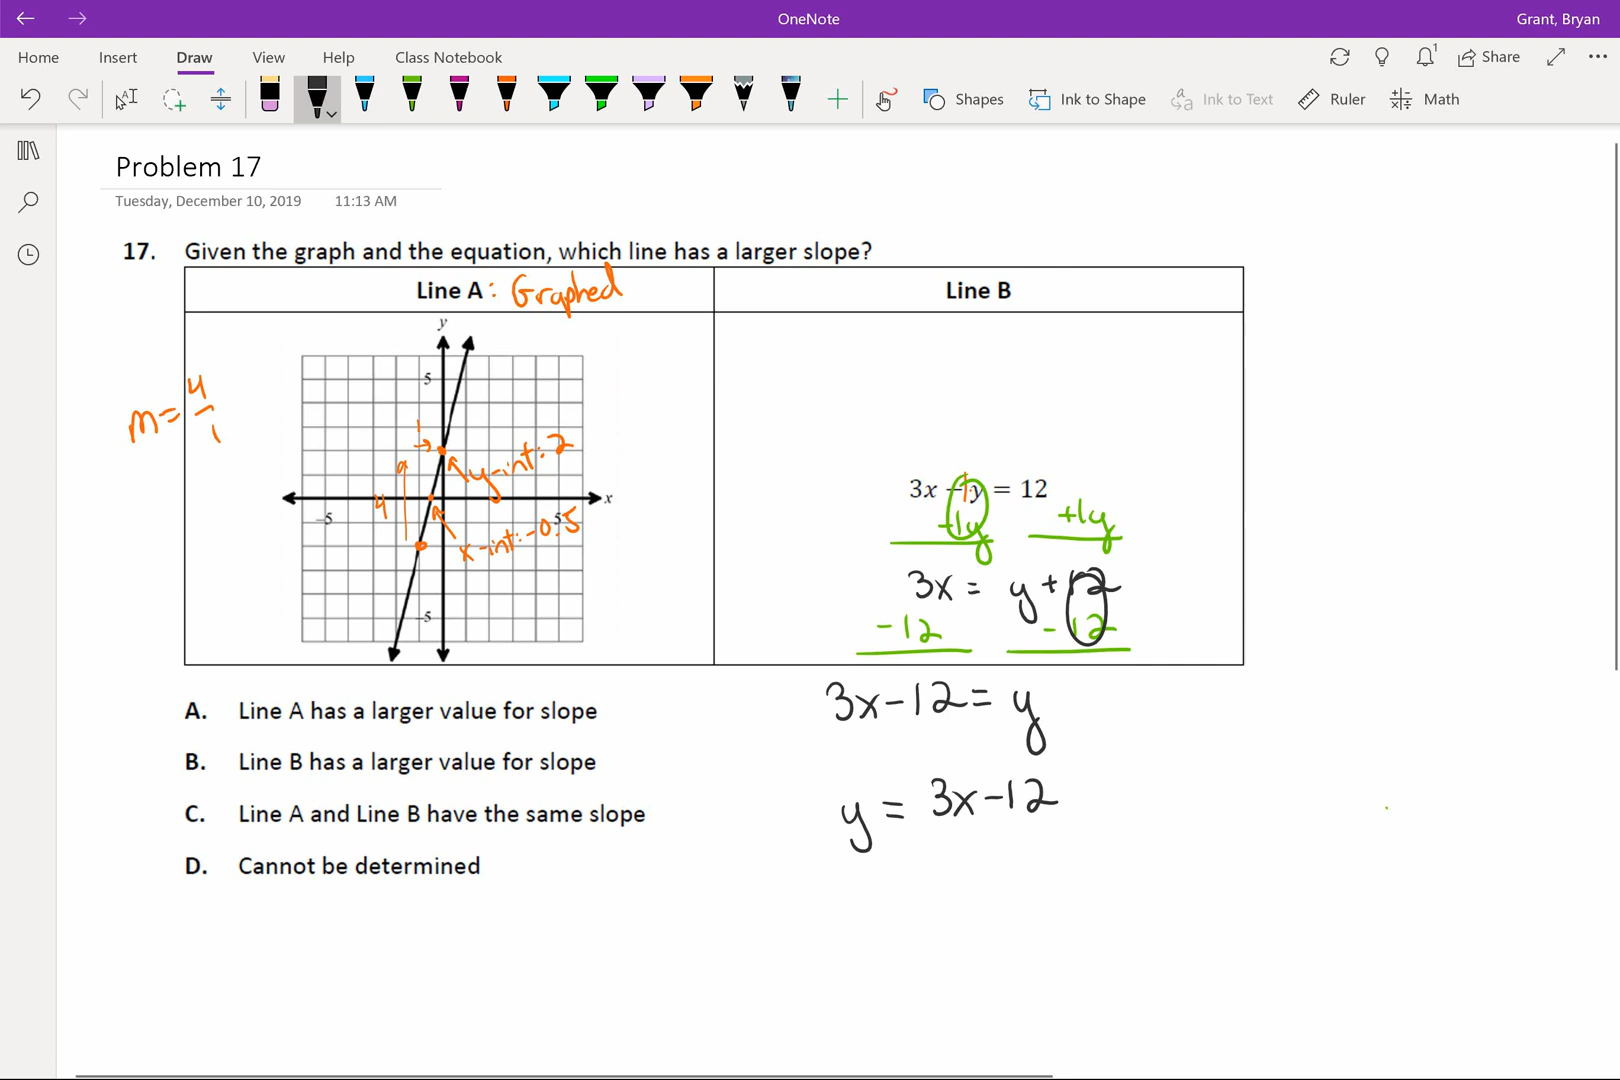 OneNote
Grant, Bryan
Home Insert Draw View Help Class Notebook
1
Share
Shapes Ink to Shape Ink to Text Ruler Math
Problem 17
Tuesday, December 10, 2019 11:13 AM
17. Given the graph and the equation, which line has a larger slope?
Line A : Graphed
Line B
y
5
m = 4/1
1
y-int: 2
x
-5
4
5
x-int: -0.5
-5
3x - 1y = 12
+1y +1y
3x = y + 12
-12 -12
3x - 12 = y
y = 3x - 12
A. Line A has a larger value for slope
B. Line B has a larger value for slope
C. Line A and Line B have the same slope
D. Cannot be determined